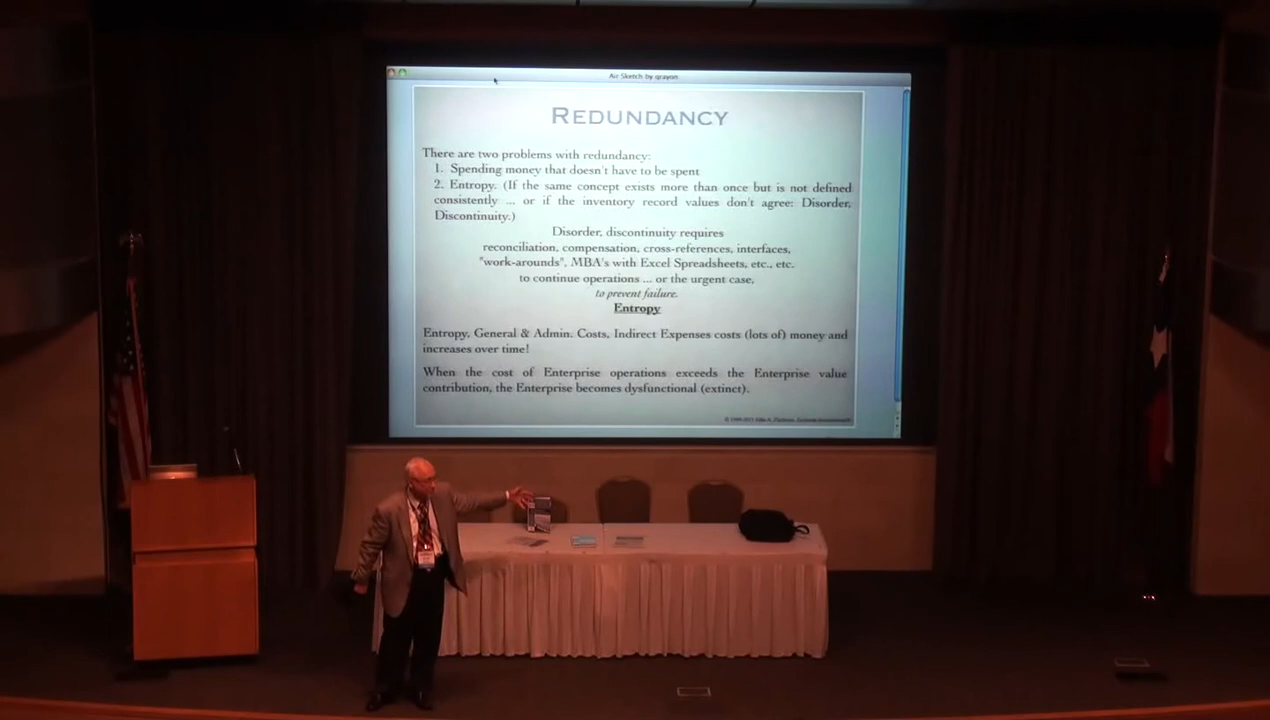 Air Sketch by qrayon
REDUNDANCY
There are two problems with redundancy:
1. Spending money that doesn't have to be spent
2. Entropy. (If the same concept exists more than once but is not defined
consistently ... or if the inventory record values don't agree: Disorder,
Discontinuity.)
Disorder, discontinuity requires
reconciliation, compensation, cross-references, interfaces,
"work-arounds", MBA's with Excel Spreadsheets, etc., etc.
to continue operations ... or the urgent case,
to prevent failure.
Entropy
Entropy, General & Admin. Costs, Indirect Expenses costs (lots of) money and
increases over time!
When the cost of Enterprise operations exceeds the Enterprise value
contribution, the Enterprise becomes dysfunctional (extinct).